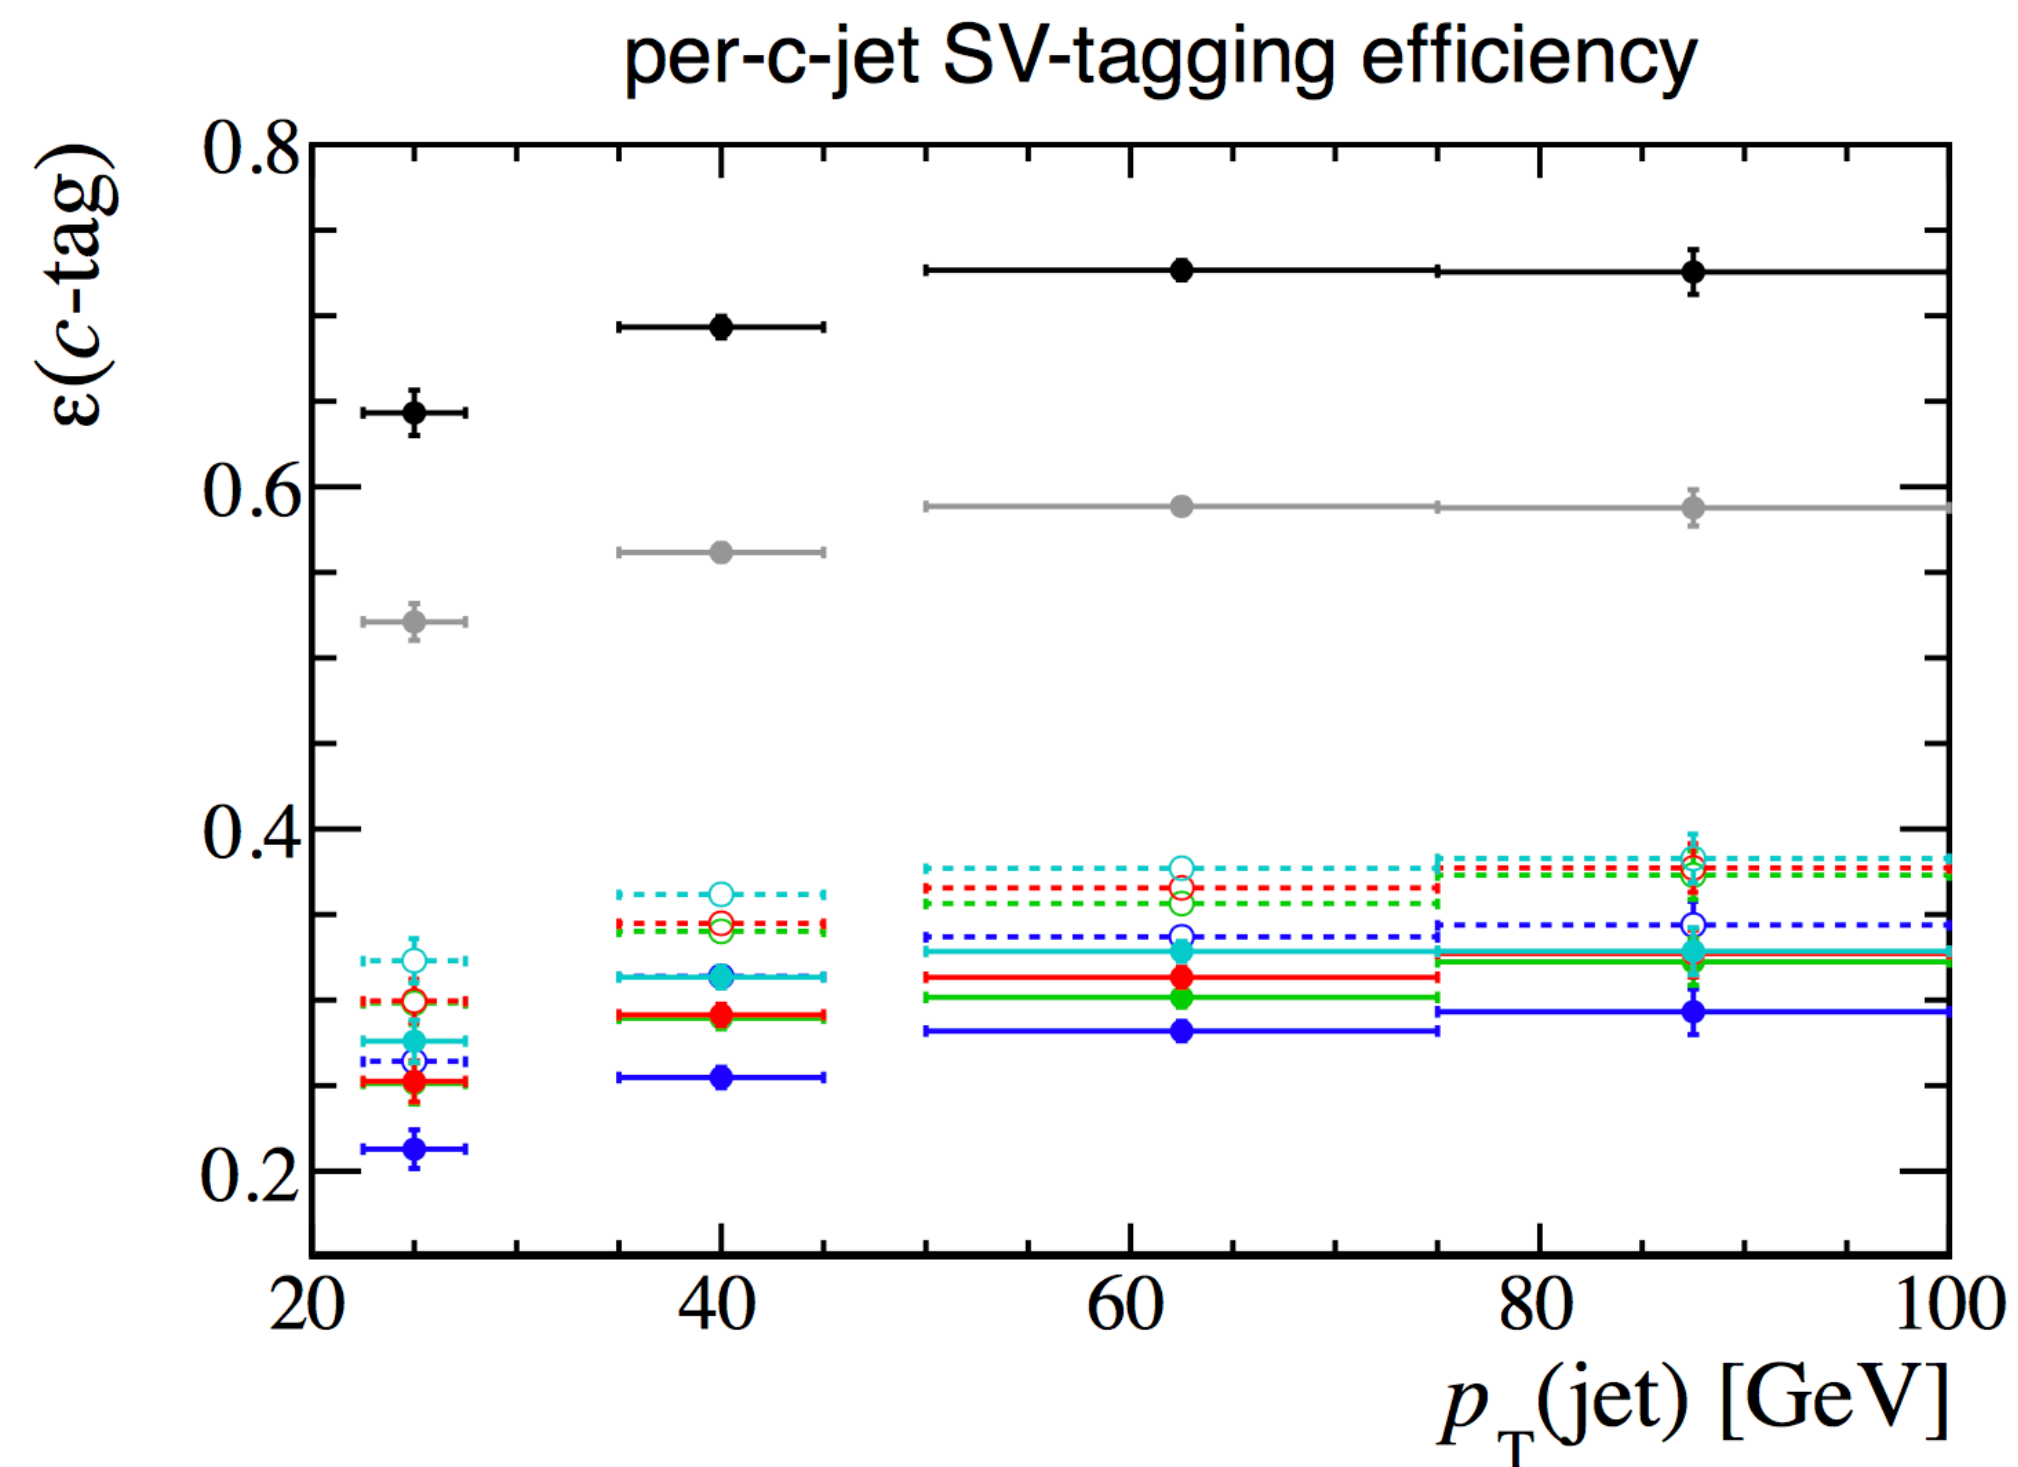 per-c-jet SV-tagging efficiency
ε(c-tag)
0.8
0.6
0.4
0.2
20 40 60 80 100
pT(jet) [GeV]